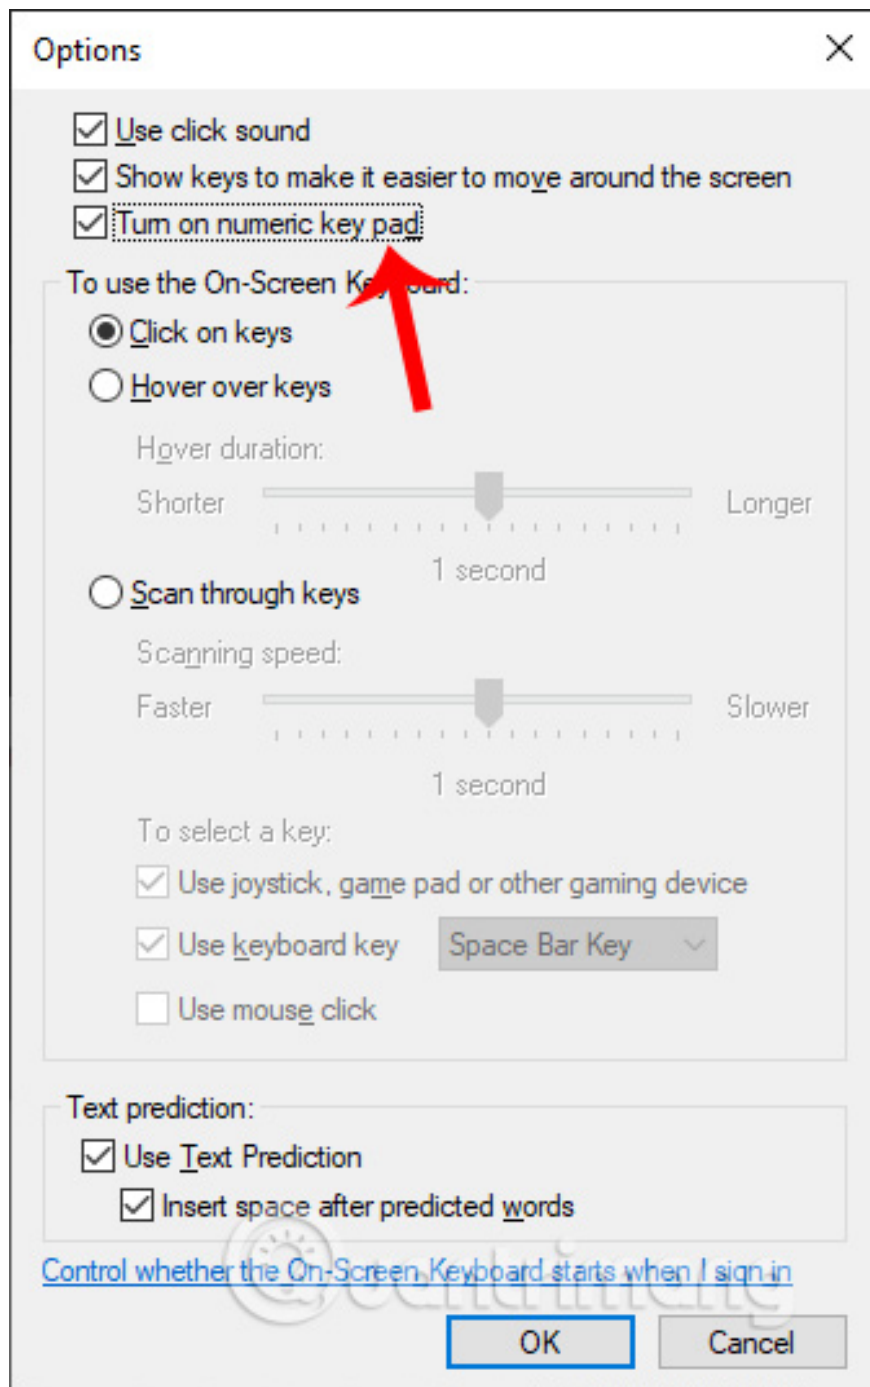 Options
Use click sound
Show keys to make it easier to move around the screen
Turn on numeric key pad
To use the On-Screen Keyboard:
Click on keys
Hover over keys
Hover duration:
Shorter Longer
1 second
Scan through keys
Scanning speed:
Faster Slower
1 second
To select a key:
Use joystick, game pad or other gaming device
Use keyboard key Space Bar Key
Use mouse click
Text prediction:
Use Text Prediction
Insert space after predicted words
Control whether the On-Screen Keyboard starts when I sign in
uantrimang
OK Cancel